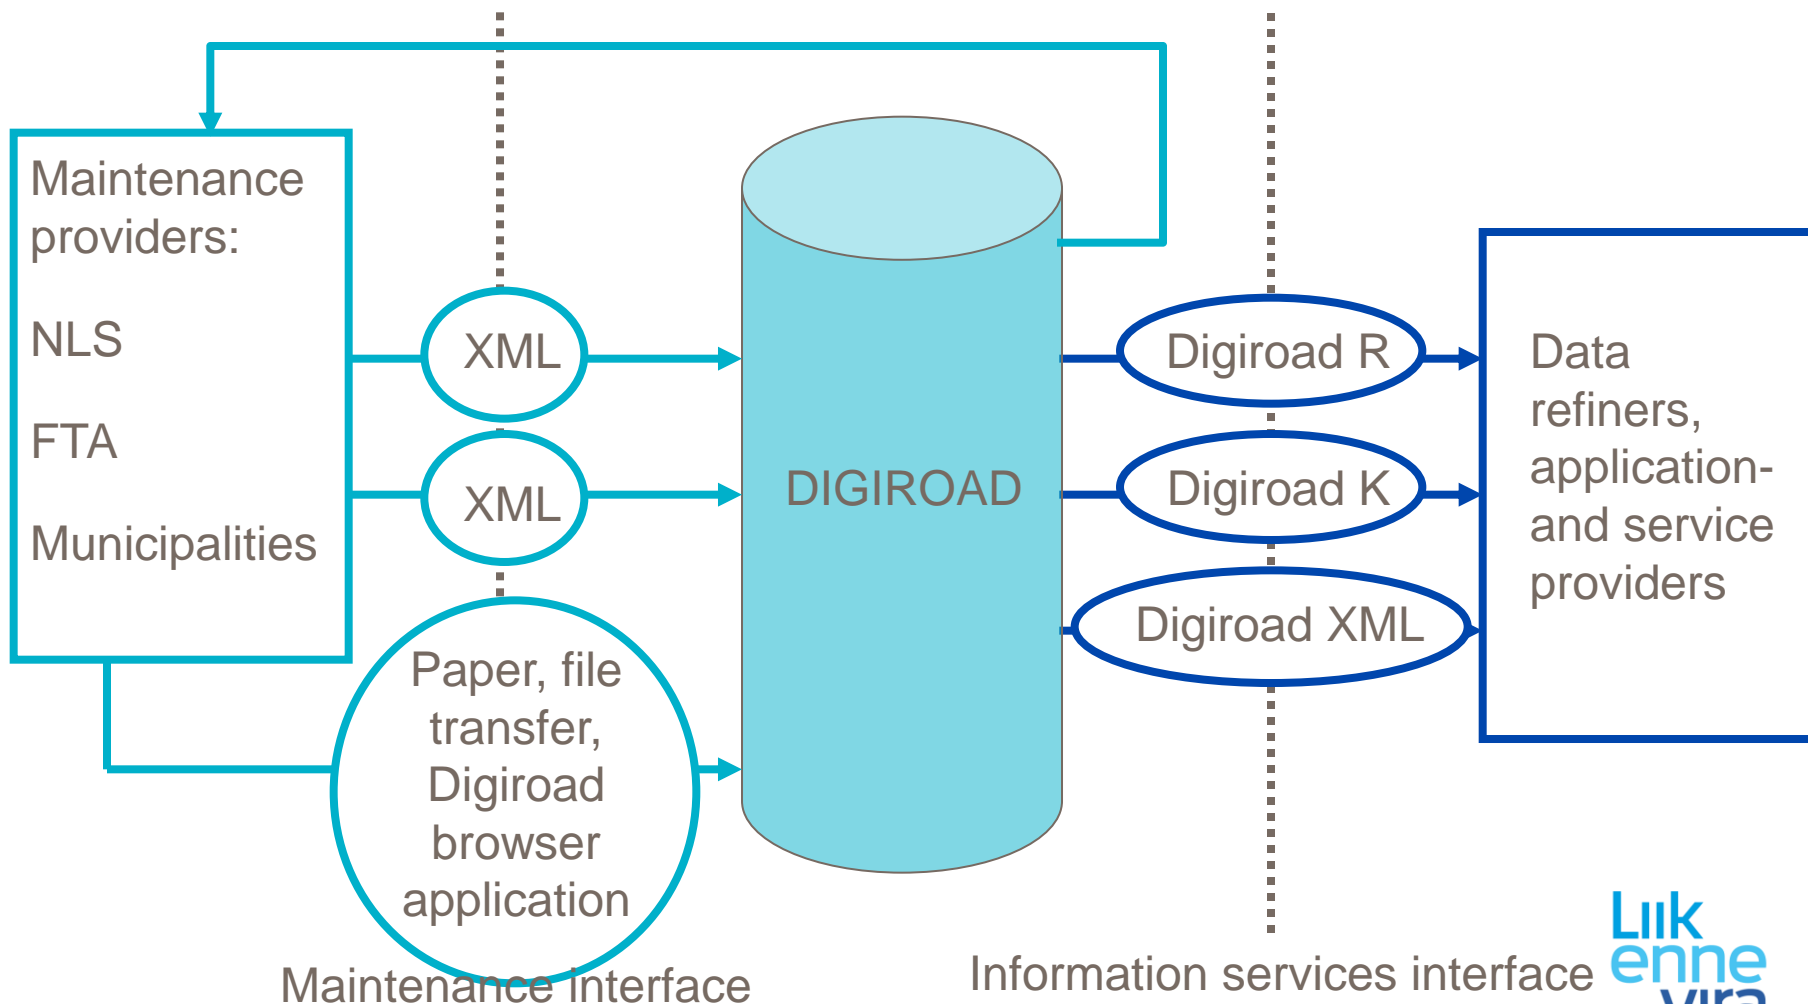 Maintenance
providers:
NLS
FTA
Municipalities
XML
XML
Paper, file
transfer,
Digiroad
browser
application
Maintenance interface
DIGIROAD
Digiroad R
Digiroad K
Digiroad XML
Information services interface
Data
refiners,
application-
and service
providers
Liik
enne
vira